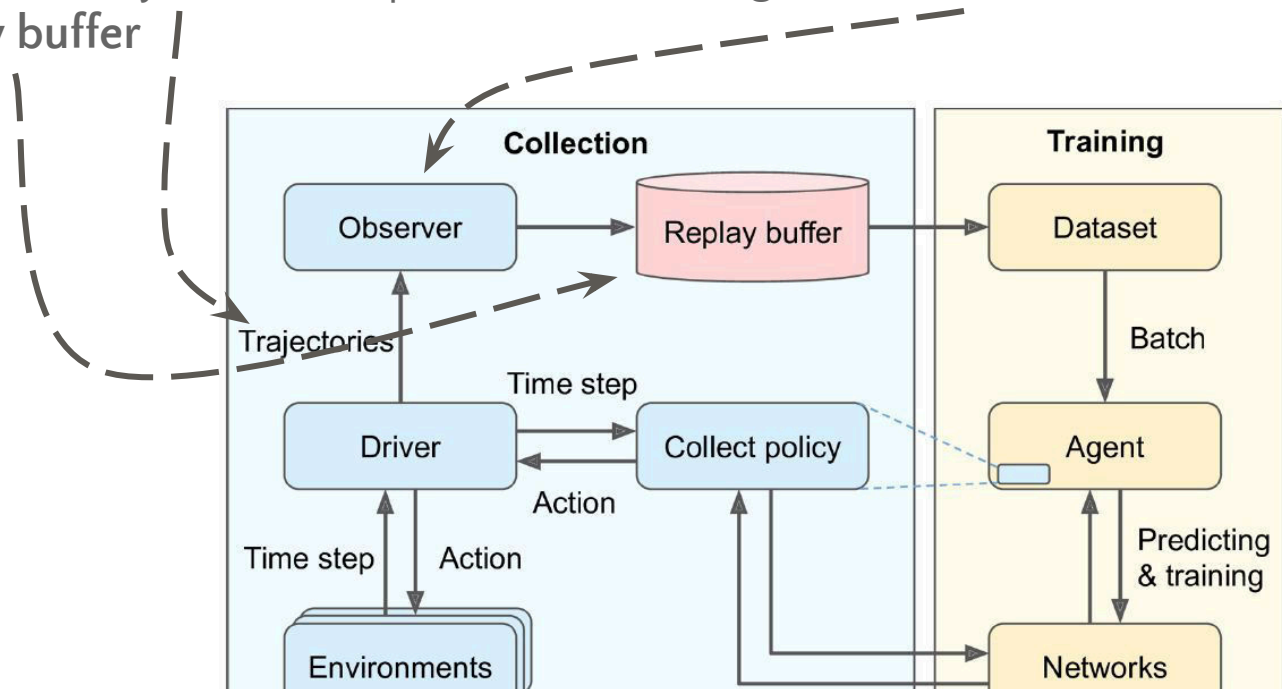 buffer
Collection
Training
Observer
Replay buffer
Dataset
Trajectories
Batch
Time step
Driver
Collect policy
Agent
Action
Time step
Action
Predicting
& training
Environments
Networks